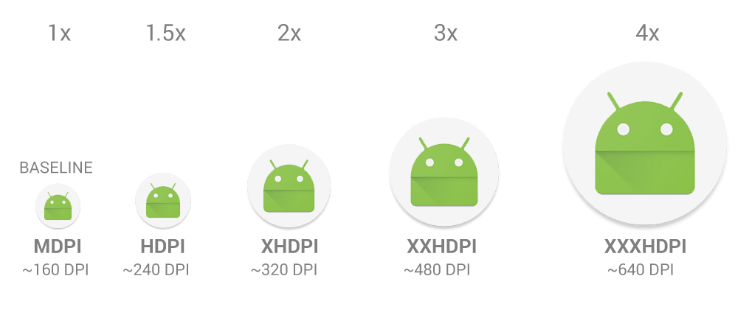 1x 1.5x 2x 3x 4x
BASELINE
MDPI HDPI XHDPI XXHDPI XXXHDPI
~160 DPI ~240 DPI ~320 DPI ~480 DPI ~640 DPI